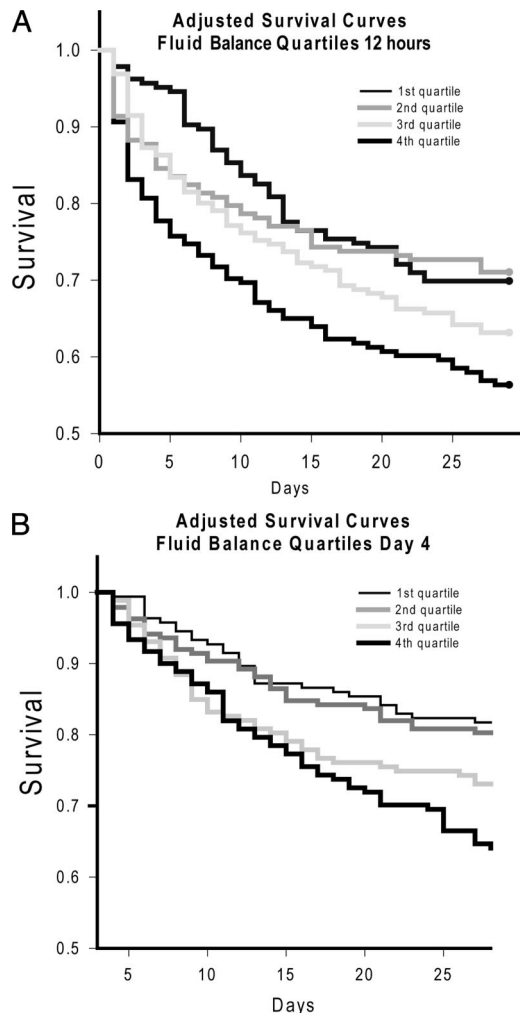 A
Adjusted Survival Curves
Fluid Balance Quartiles 12 hours
1st quartile
2nd quartile
3rd quartile
4th quartile
Survival
1.0
0.9
0.8
0.7
0.6
0.5
0 5 10 15 20 25
Days
B
Adjusted Survival Curves
Fluid Balance Quartiles Day 4
1st quartile
2nd quartile
3rd quartile
4th quartile
Survival
1.0
0.9
0.8
0.7
0.6
0.5
5 10 15 20 25
Days